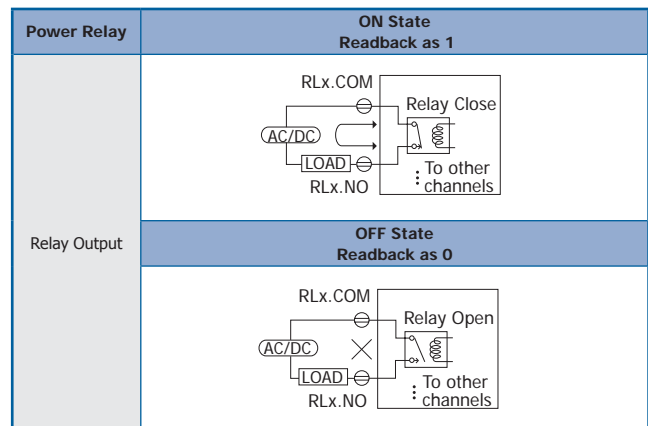 Power Relay
ON State
Readback as 1
RLx.COM
Relay Close
AC/DC
LOAD
RLx.NO
To other
channels
Relay Output
OFF State
Readback as 0
RLx.COM
Relay Open
AC/DC
LOAD
RLx.NO
To other
channels